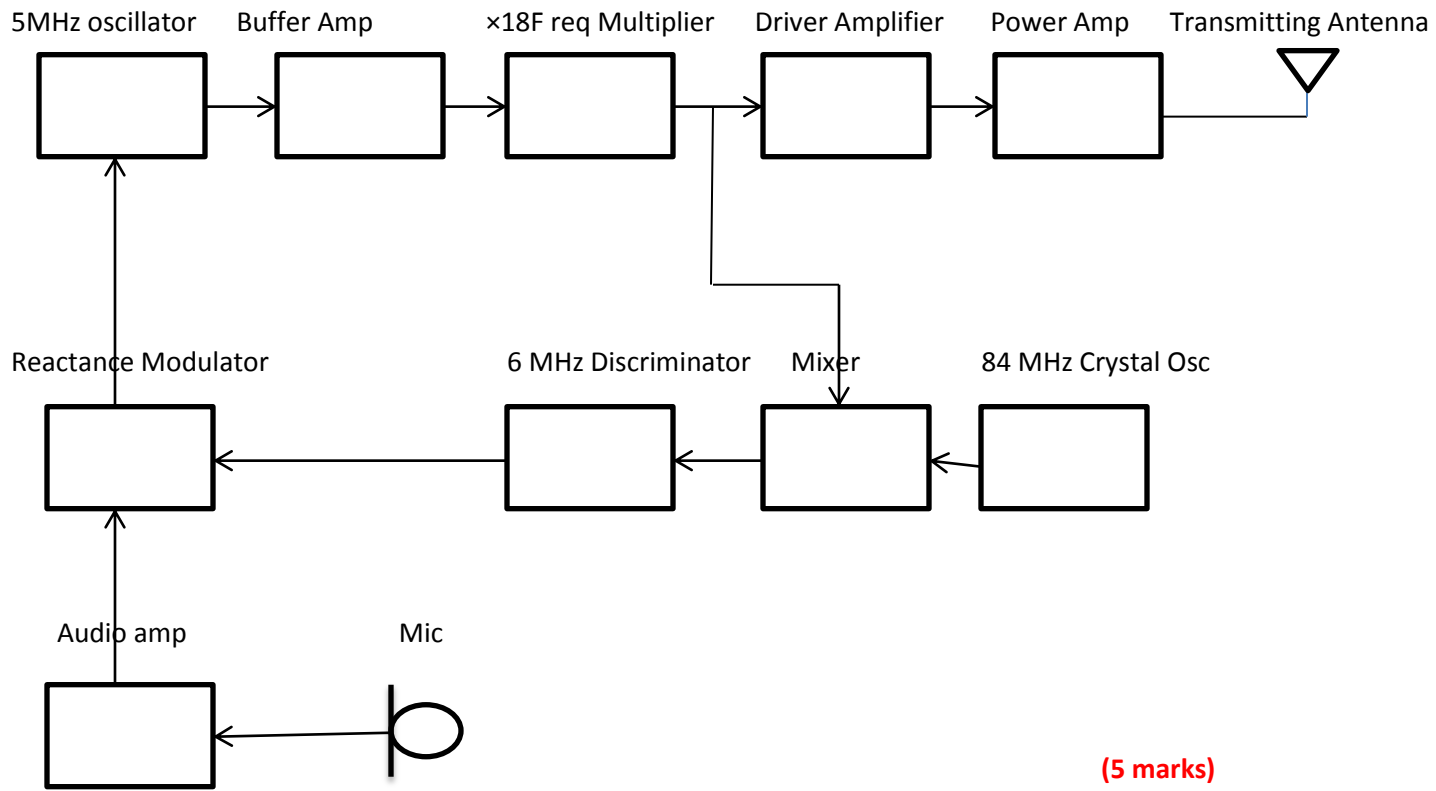 5MHz oscillator Buffer Amp ×18F req Multiplier Driver Amplifier Power Amp Transmitting Antenna
Reactance Modulator 6 MHz Discriminator Mixer 84 MHz Crystal Osc
Audio amp Mic
(5 marks)